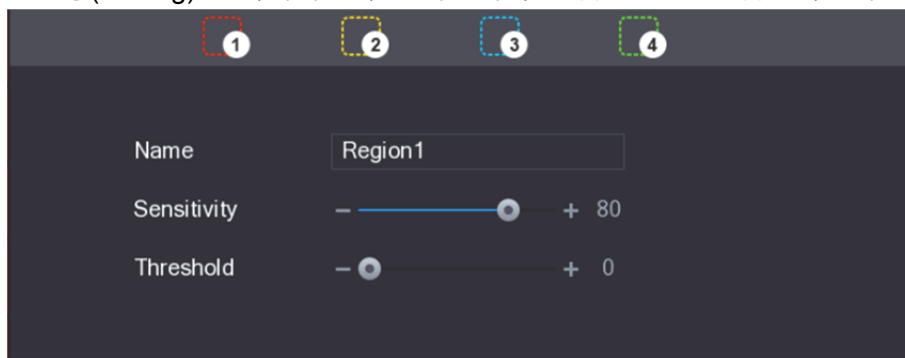 1 2 3 4
Name Region1
Sensitivity − + 80
Threshold − + 0